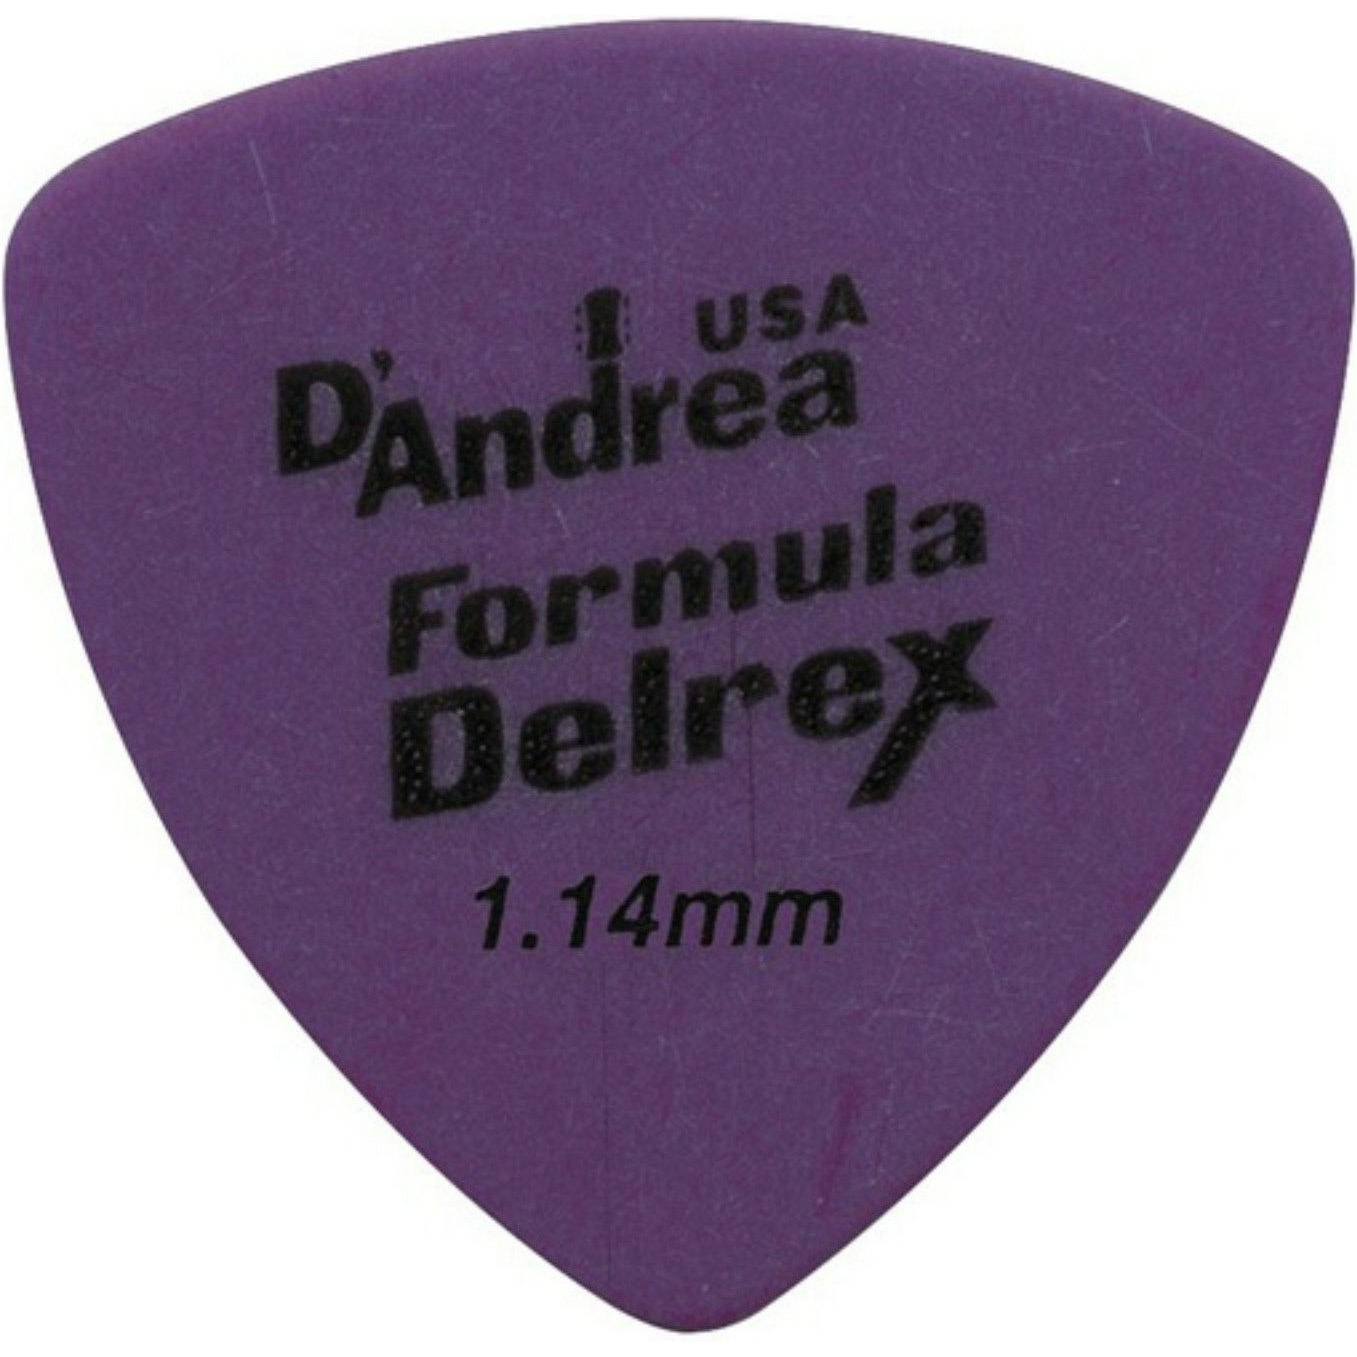 USA
D'Andrea
Formula
Delrex
1.14mm